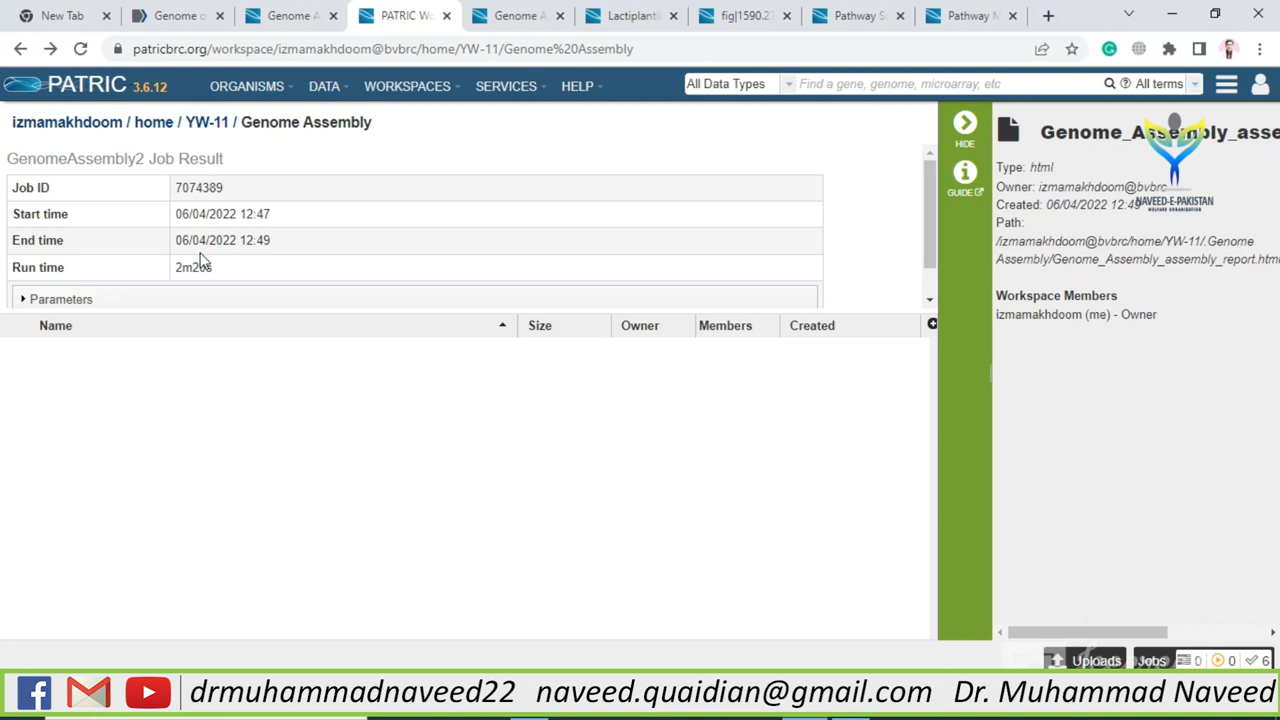 New Tab
Genome o
Genome A
PATRIC Wo
Genome A
Lactiplanti
fig|1590.2
Pathway S
Pathway M
patricbrc.org/workspace/izmamakhdoom@bvbrc/home/YW-11/Genome%20Assembly
PATRIC 3.6.12
ORGANISMS
DATA
WORKSPACES
SERVICES
HELP
All Data Types
Find a gene, genome, microarray, etc
All terms
izmamakhdoom / home / YW-11 / Genome Assembly
GenomeAssembly2 Job Result
Job ID 7074389
Start time 06/04/2022 12:47
End time 06/04/2022 12:49
Run time
Parameters
Name Size Owner Members Created
HIDE
GUIDE
Genome_Assembly_asse
Type: html
Owner: izmamakhdoom@bvbrc
Created: 06/04/2022 12:49
Path:
/izmamakhdoom@bvbrc/home/YW-11/.Genome
Assembly/Genome_Assembly_assembly_report.html
Workspace Members
izmamakhdoom (me) - Owner
NAVEED-E-PAKISTAN
WELFARE ORGANIZATION
Uploads
Jobs 0 0 6
drmuhammadnaveed22 naveed.quaidian@gmail.com Dr. Muhammad Naveed